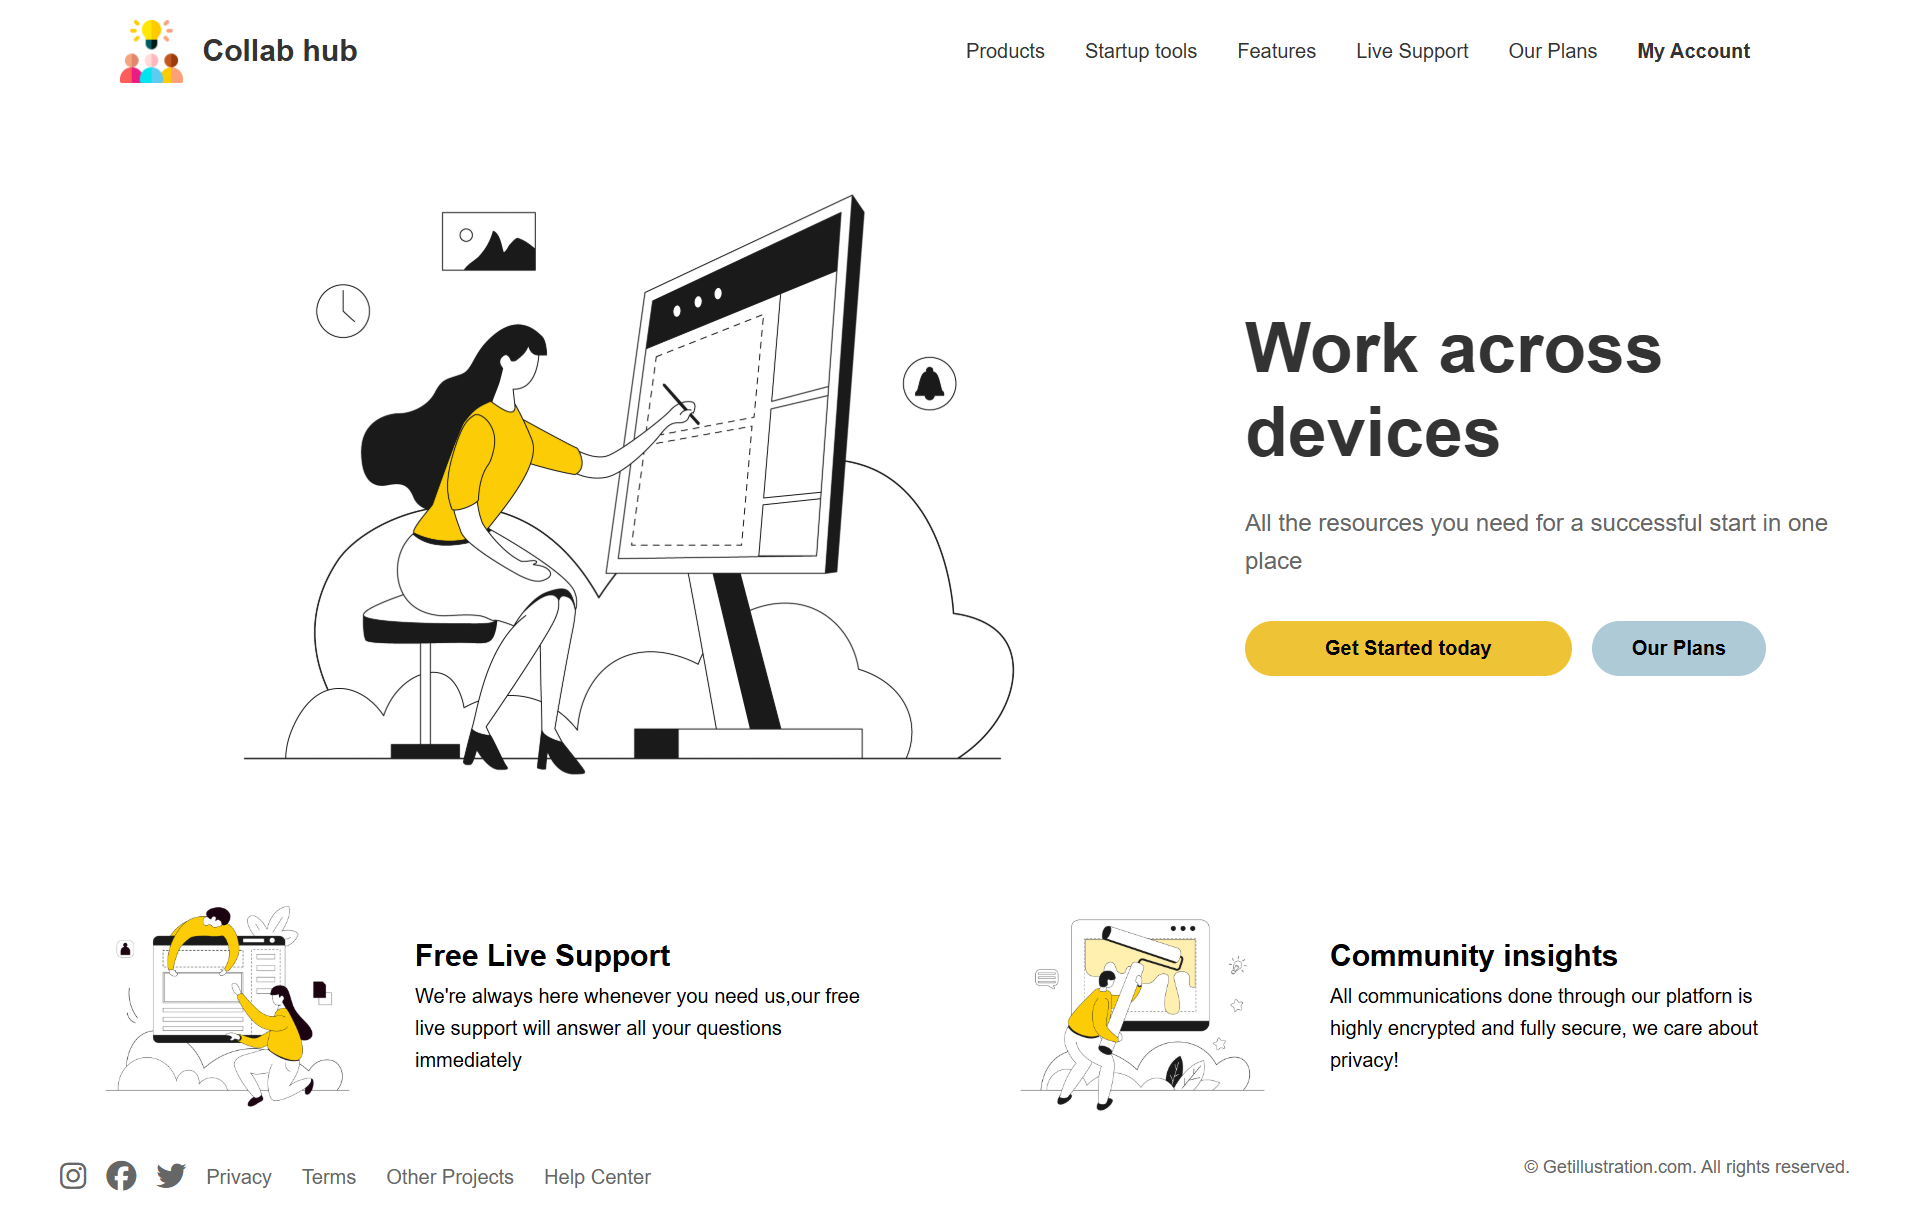 Collab hub
Products
Startup tools
Features
Live Support
Our Plans
My Account
Work across
devices
All the resources you need for a successful start in one
place
Get Started today
Our Plans
Free Live Support
We're always here whenever you need us,our free
live support will answer all your questions
immediately
Community insights
All communications done through our platforn is
highly encrypted and fully secure, we care about
privacy!
Privacy
Terms
Other Projects
Help Center
© Getillustration.com. All rights reserved.